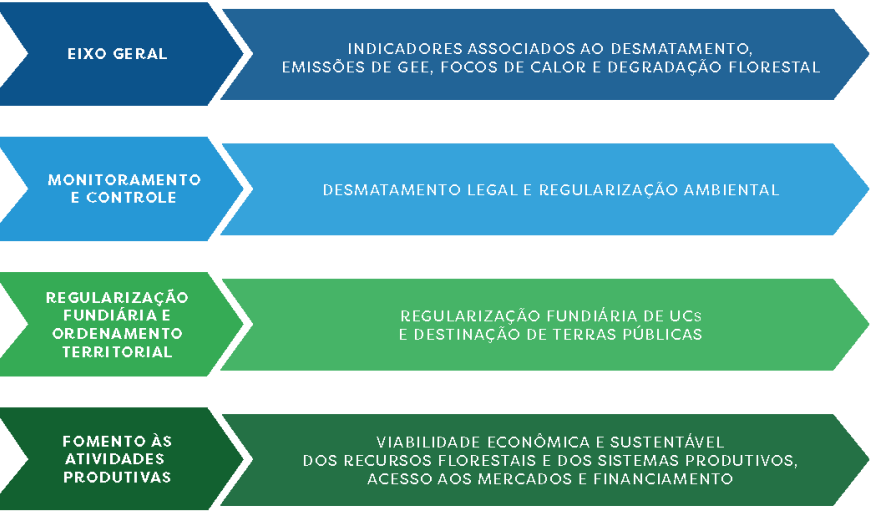 EIXO GERAL
INDICADORES ASSOCIADOS AO DESMATAMENTO,
EMISSÕES DE GEE, FOCOS DE CALOR E DEGRADAÇÃO FLORESTAL
MONITORAMENTO
E CONTROLE
DESMATAMENTO LEGAL E REGULARIZAÇÃO AMBIENTAL
REGULARIZAÇÃO
FUNDIÁRIA E
ORDENAMENTO
TERRITORIAL
REGULARIZAÇÃO FUNDIÁRIA DE UCs
E DESTINAÇÃO DE TERRAS PÚBLICAS
FOMENTO ÀS
ATIVIDADES
PRODUTIVAS
VIABILIDADE ECONÔMICA E SUSTENTÁVEL
DOS RECURSOS FLORESTAIS E DOS SISTEMAS PRODUTIVOS,
ACESSO AOS MERCADOS E FINANCIAMENTO